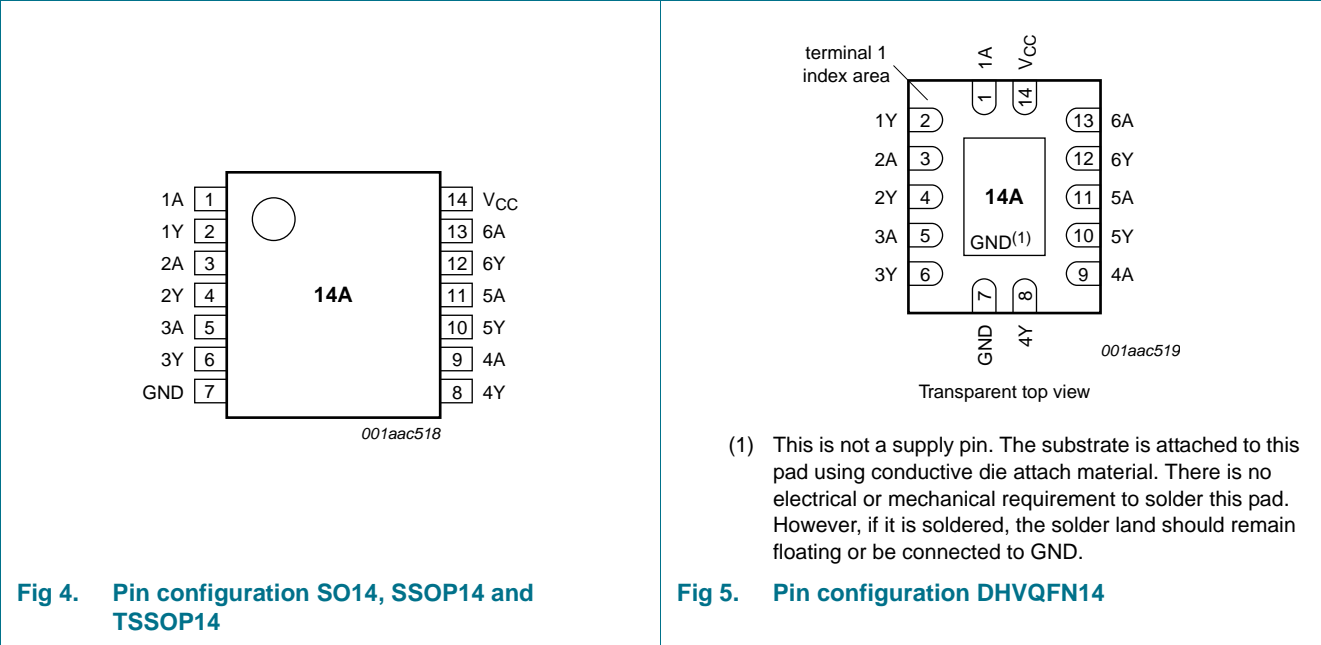 1A 1
1Y 2
2A 3
2Y 4
3A 5
3Y 6
GND 7
14A
14 VCC
13 6A
12 6Y
11 5A
10 5Y
9 4A
8 4Y
001aac518
Fig 4. Pin configuration SO14, SSOP14 and
TSSOP14
terminal 1
index area
1A
VCC
1
14
1Y 2
2A 3
2Y 4
3A 5
3Y 6
14A
GND(1)
13 6A
12 6Y
11 5A
10 5Y
9 4A
7
8
GND
4Y
001aac519
Transparent top view
(1) This is not a supply pin. The substrate is attached to this
pad using conductive die attach material. There is no
electrical or mechanical requirement to solder this pad.
However, if it is soldered, the solder land should remain
floating or be connected to GND.
Fig 5. Pin configuration DHVQFN14